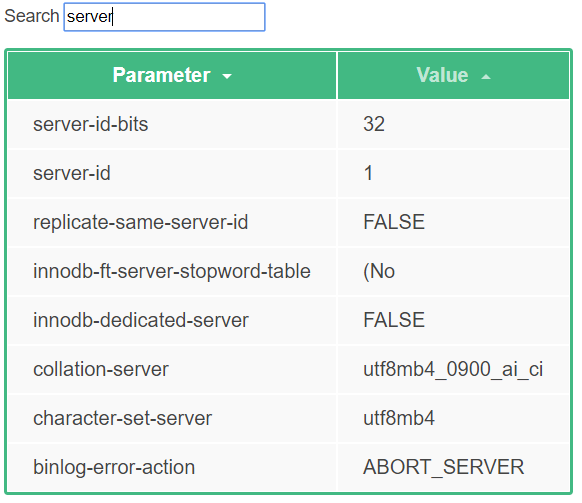 Search server
Parameter Value
server-id-bits 32
server-id 1
replicate-same-server-id FALSE
innodb-ft-server-stopword-table (No
innodb-dedicated-server FALSE
collation-server utf8mb4_0900_ai_ci
character-set-server utf8mb4
binlog-error-action ABORT_SERVER